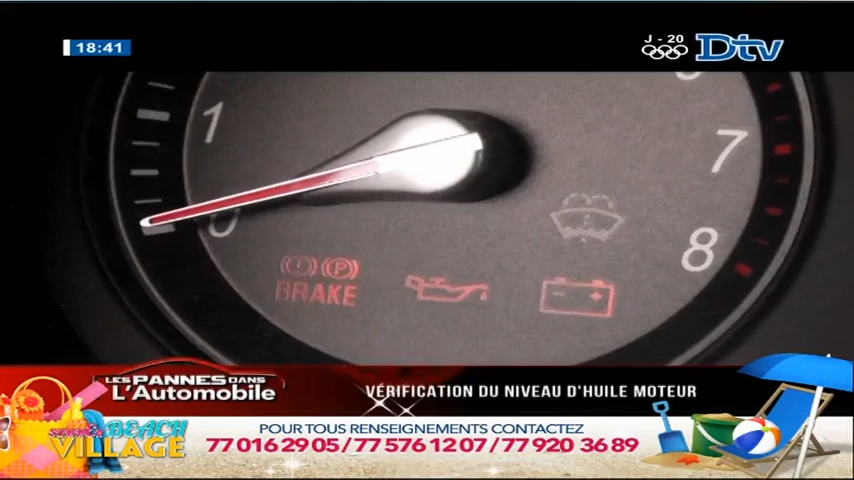 18:41
J - 20
Dtv
1
7
0
8
BRAKE
LES PANNES DANS
L'Automobile
VÉRIFICATION DU NIVEAU D'HUILE MOTEUR
BEACH
VILLAGE
POUR TOUS RENSEIGNEMENTS CONTACTEZ
77 016 29 05 / 77 576 12 07 / 77 920 36 89